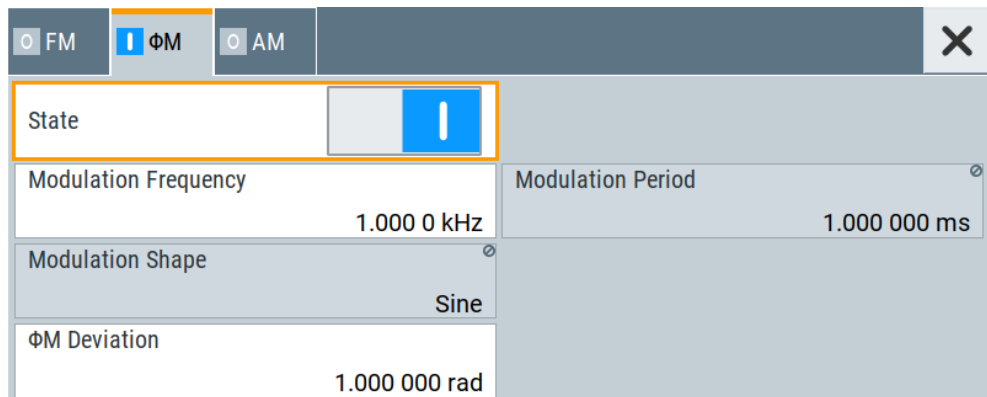 FM ΦM AM
State
Modulation Frequency
1.000 0 kHz
Modulation Period
1.000 000 ms
Modulation Shape
Sine
ΦM Deviation
1.000 000 rad